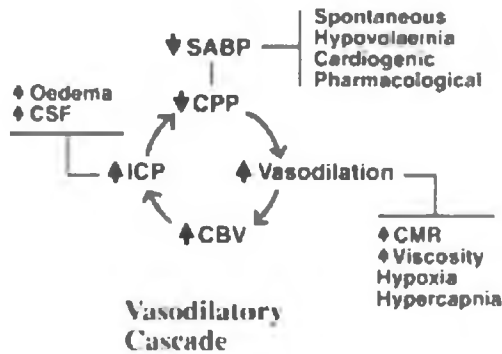 Spontaneous
Hypovolaemia
Cardiogenic
Pharmacological
↓ SABP
↓ CPP
↑ Oedema
↑ CSF
↑ ICP
↑ Vasodilation
↑ CBV
↑ CMR
↑ Viscosity
Hypoxia
Hypercapnia
Vasodilatory
Cascade